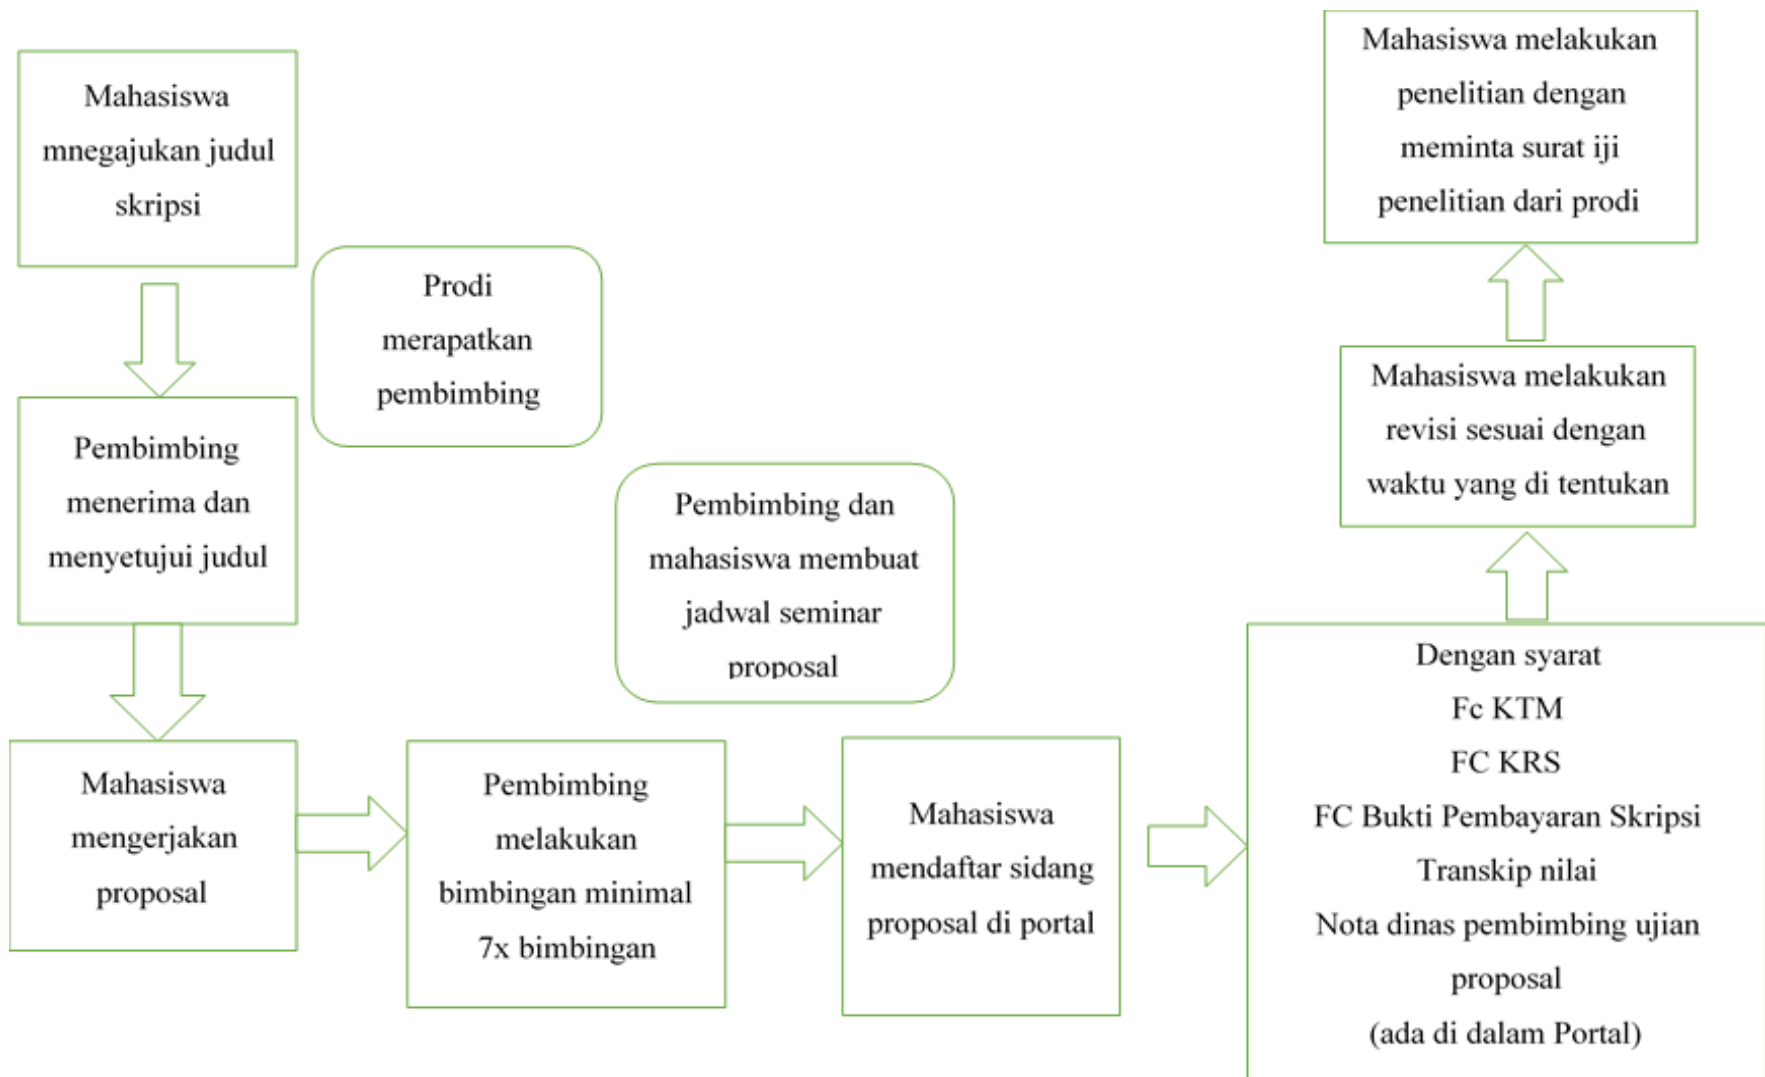 Mahasiswa
mnegajukan judul
skripsi
Prodi
merapatkan
pembimbing
Pembimbing
menerima dan
menyetujui judul
Pembimbing dan
mahasiswa membuat
jadwal seminar
proposal
Mahasiswa
mengerjakan
proposal
Pembimbing
melakukan
bimbingan minimal
7x bimbingan
Mahasiswa
mendaftar sidang
proposal di portal
Dengan syarat
Fc KTM
FC KRS
FC Bukti Pembayaran Skripsi
Transkip nilai
Nota dinas pembimbing ujian
proposal
(ada di dalam Portal)
Mahasiswa melakukan
revisi sesuai dengan
waktu yang di tentukan
Mahasiswa melakukan
penelitian dengan
meminta surat iji
penelitian dari prodi